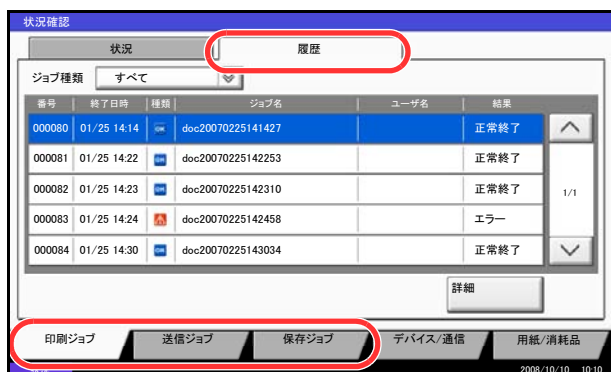 状況確認
状況 履歴
ジョブ種類 すべて
番号 終了日時 種類 ジョブ名 ユーザ名 結果
000080 01/25 14:14 OK doc20070225141427 正常終了
000081 01/25 14:22 OK doc20070225142253 正常終了
000082 01/25 14:23 OK doc20070225142310 正常終了 1/1
000083 01/25 14:24 doc20070225142458 エラー
000084 01/25 14:30 OK doc20070225143034 正常終了
詳細
印刷ジョブ 送信ジョブ 保存ジョブ デバイス/通信 用紙/消耗品
2008/10/10 10:10